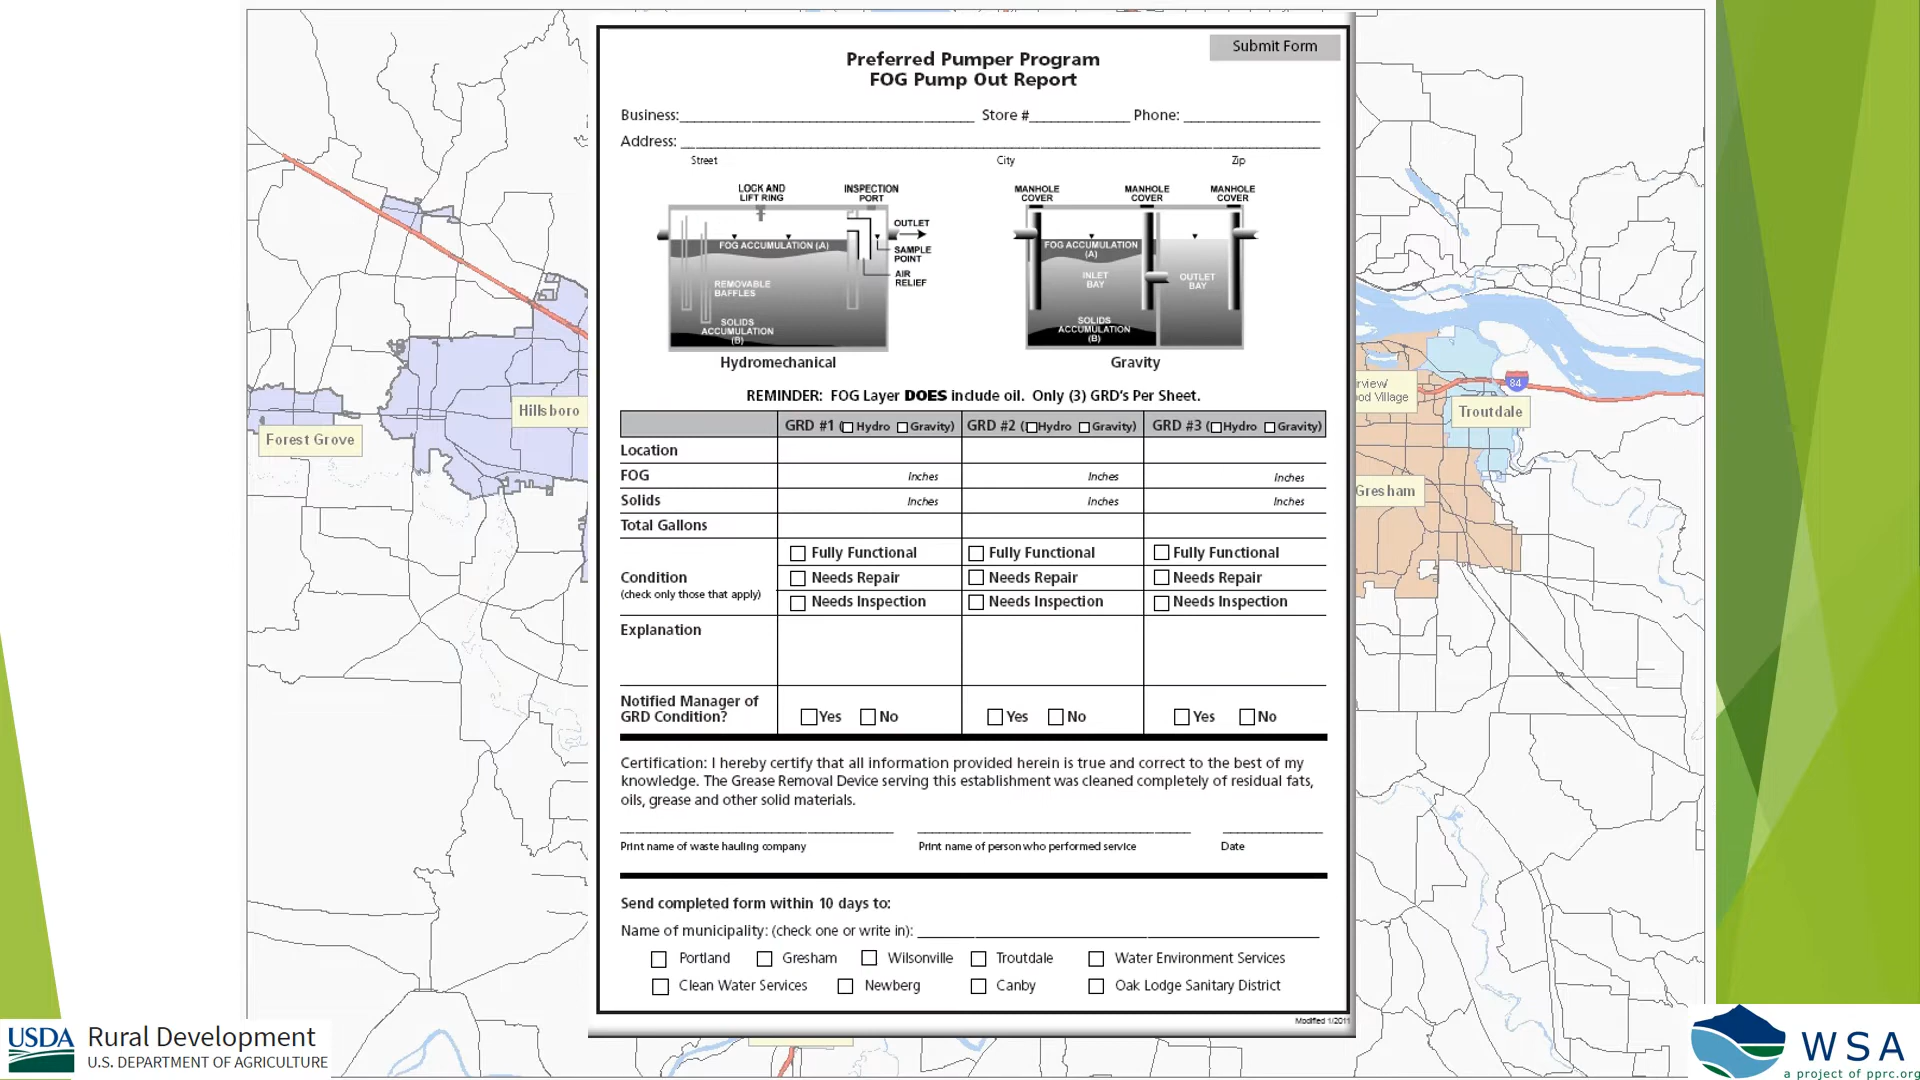 Submit Form
Preferred Pumper Program
FOG Pump Out Report
Business: Store # Phone:
Address:
Street City Zip
LOCK AND
LIFT RING
INSPECTION
PORT
OUTLET
FOG ACCUMULATION (A)
SAMPLE
POINT
AIR
RELIEF
REMOVABLE
BAFFLES
SOLIDS
ACCUMULATION
(B)
Hydromechanical
MANHOLE
COVER
MANHOLE
COVER
MANHOLE
COVER
FOG ACCUMULATION
(A)
INLET
BAY
OUTLET
BAY
SOLIDS
ACCUMULATION
(B)
Gravity
REMINDER: FOG Layer DOES include oil. Only (3) GRD's Per Sheet.
GRD #1 (Hydro Gravity) GRD #2 (Hydro Gravity) GRD #3 (Hydro Gravity)
Location
FOG Inches Inches Inches
Solids Inches Inches Inches
Total Gallons
Condition
(check only those that apply)
Fully Functional Fully Functional Fully Functional
Needs Repair Needs Repair Needs Repair
Needs Inspection Needs Inspection Needs Inspection
Explanation
Notified Manager of
GRD Condition? Yes No Yes No Yes No
Certification: I hereby certify that all information provided herein is true and correct to the best of my
knowledge. The Grease Removal Device serving this establishment was cleaned completely of residual fats,
oils, grease and other solid materials.
Print name of waste hauling company Print name of person who performed service Date
Send completed form within 10 days to:
Name of municipality: (check one or write in):
Portland Gresham Wilsonville Troutdale Water Environment Services
Clean Water Services Newberg Canby Oak Lodge Sanitary District
Modified 1/2011
Hillsboro
Forest Grove
rview/
od Village
84
Troutdale
Gresham
USDA Rural Development
U.S. DEPARTMENT OF AGRICULTURE
WSA
a project of pprc.org